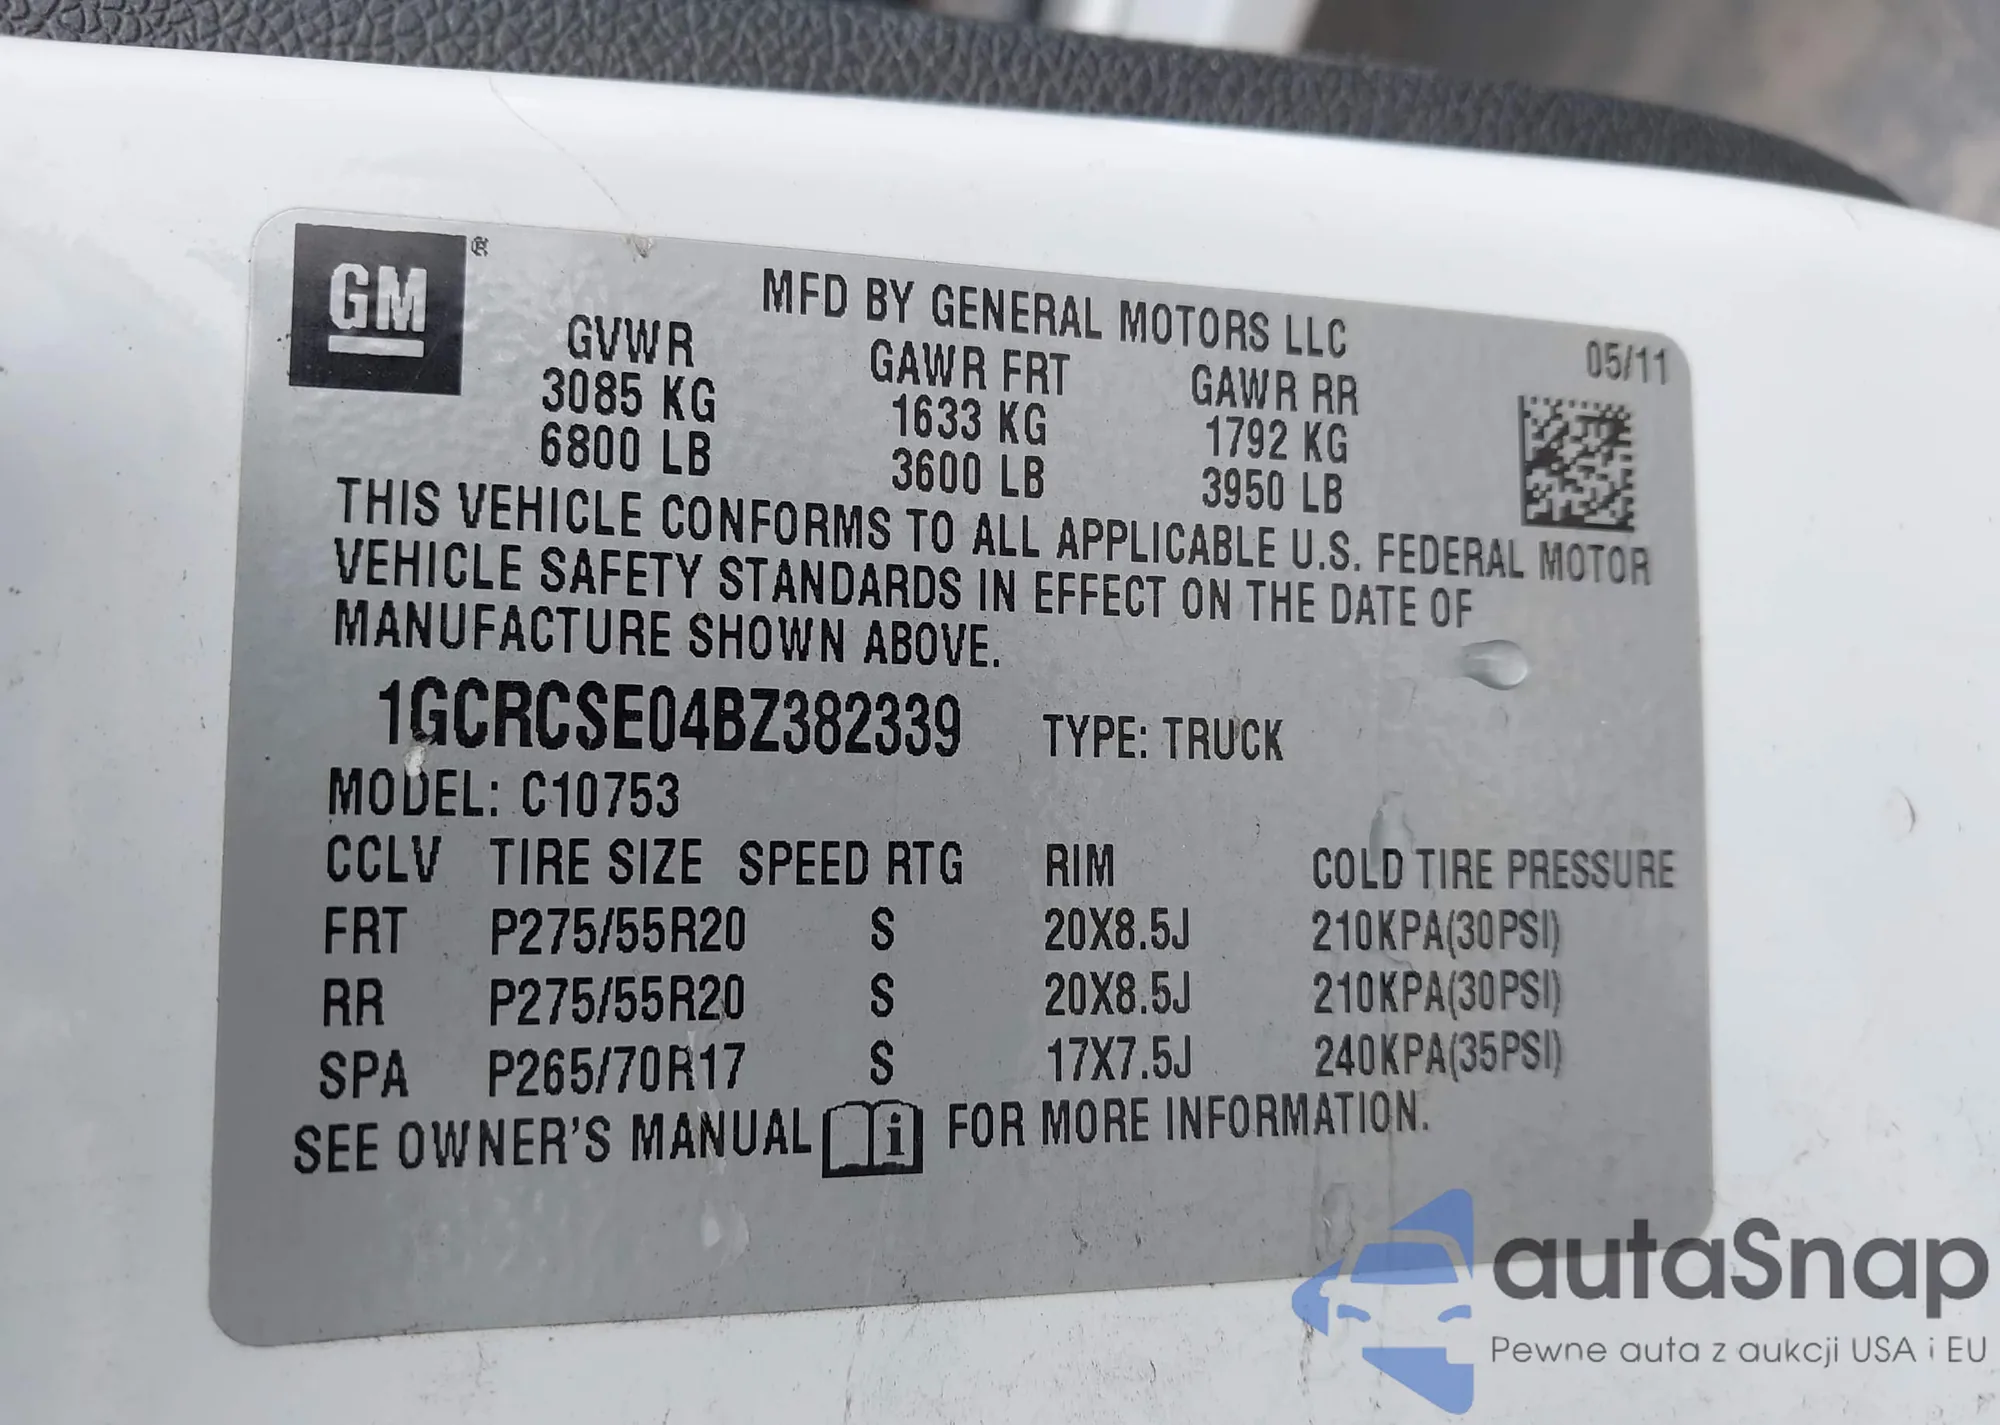 GM®
MFD BY GENERAL MOTORS LLC
05/11
GVWR GAWR FRT GAWR RR
3085 KG 1633 KG 1792 KG
6800 LB 3600 LB 3950 LB
THIS VEHICLE CONFORMS TO ALL APPLICABLE U.S. FEDERAL MOTOR
VEHICLE SAFETY STANDARDS IN EFFECT ON THE DATE OF
MANUFACTURE SHOWN ABOVE.
1GCRCSE04BZ382339 TYPE: TRUCK
MODEL: C10753
CCLV TIRE SIZE SPEED RTG RIM COLD TIRE PRESSURE
FRT P275/55R20 S 20X8.5J 210KPA(30PSI)
RR P275/55R20 S 20X8.5J 210KPA(30PSI)
SPA P265/70R17 S 17X7.5J 240KPA(35PSI)
SEE OWNER'S MANUAL i FOR MORE INFORMATION.
autaSnap
Pewne auta z aukcji USA i EU